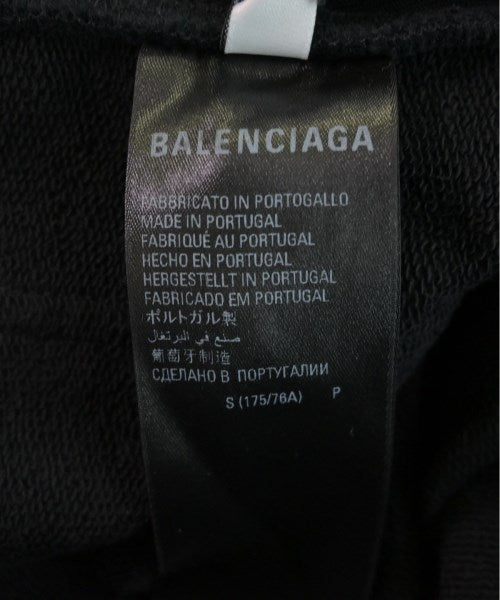 BALENCIAGA
FABBRICATO IN PORTOGALLO
MADE IN PORTUGAL
FABRIQUÉ AU PORTUGAL
HECHO EN PORTUGAL
HERGESTELLT IN PORTUGAL
FABRICADO EM PORTUGAL
ポルトガル製
صنع في البرتغال
葡萄牙制造
СДЕЛАНО В ПОРТУГАЛИИ
S (175/76A) P